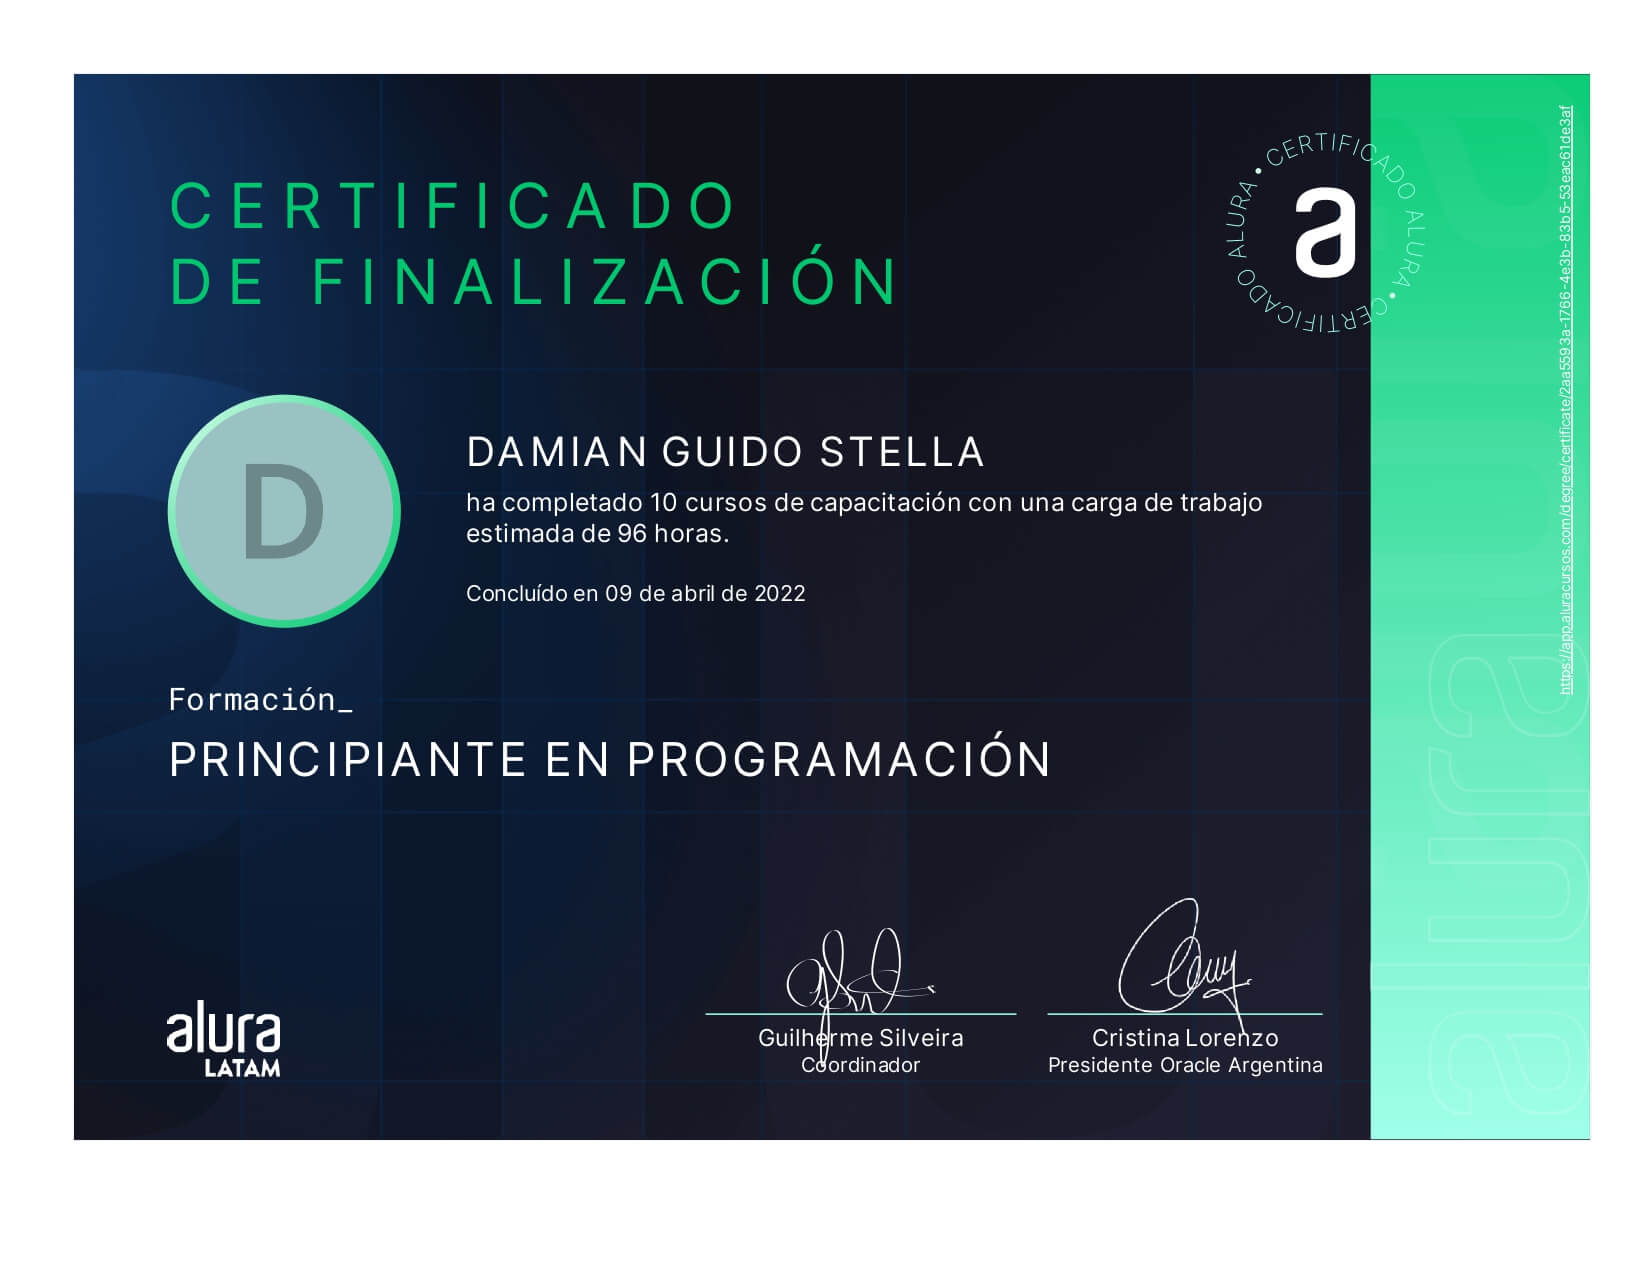 CERTIFICADO
DE FINALIZACIÓN
CERTIFICADO ALURA • CERTIFICADO ALURA •
a
https://app.aluracursos.com/degree/certificate/2aa5593a-1766-4e3b-83b5-53eac61de3af
D
DAMIAN GUIDO STELLA
ha completado 10 cursos de capacitación con una carga de trabajo
estimada de 96 horas.
Concluído en 09 de abril de 2022
Formación_
PRINCIPIANTE EN PROGRAMACIÓN
alura
LATAM
Guilherme Silveira
Coordinador
Cristina Lorenzo
Presidente Oracle Argentina
alura